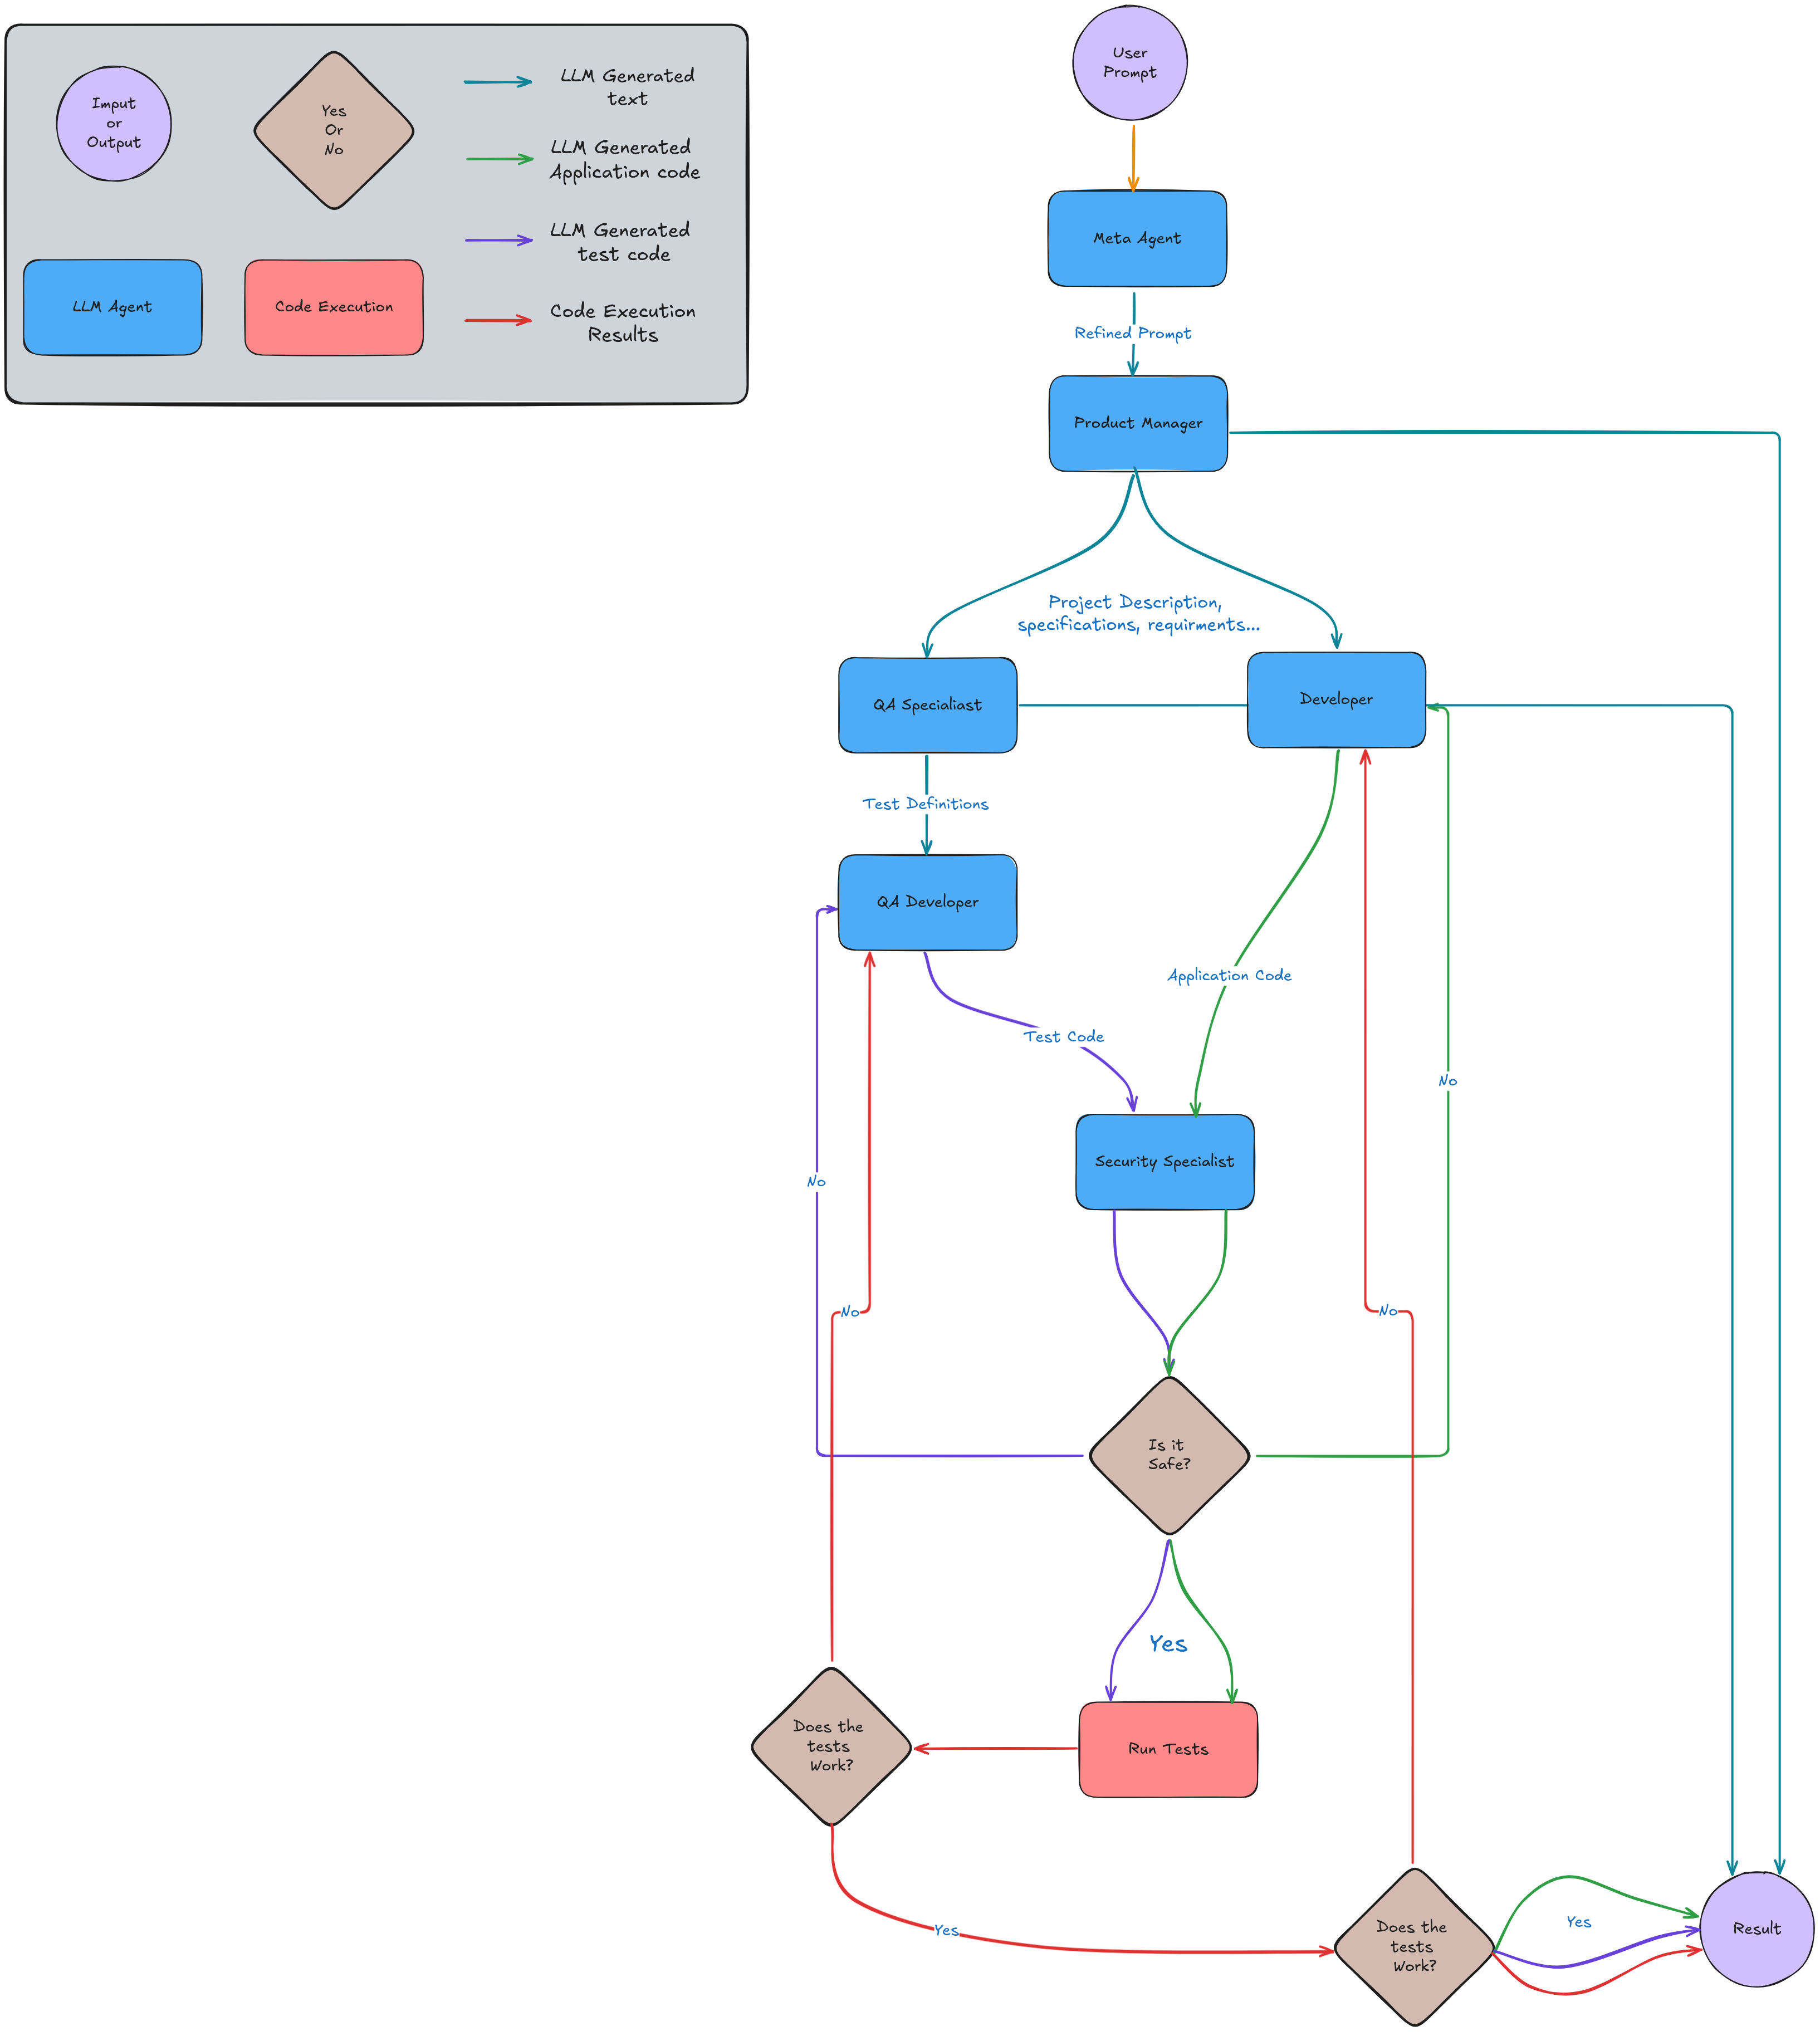 Imput
or
Output
Yes
Or
No
LLM Generated
text
LLM Generated
Application code
LLM Generated
test code
LLM Agent
Code Execution
Code Execution
Results
User
Prompt
Meta Agent
Refined Prompt
Product Manager
Project Description,
specifications, requirments...
QA Specialiast
Developer
Test Definitions
QA Developer
Application Code
Test Code
No
Security Specialist
No
No
No
Is it
Safe?
Yes
Does the
tests
Work?
Run Tests
Yes
Yes
Does the
tests
Work?
Result